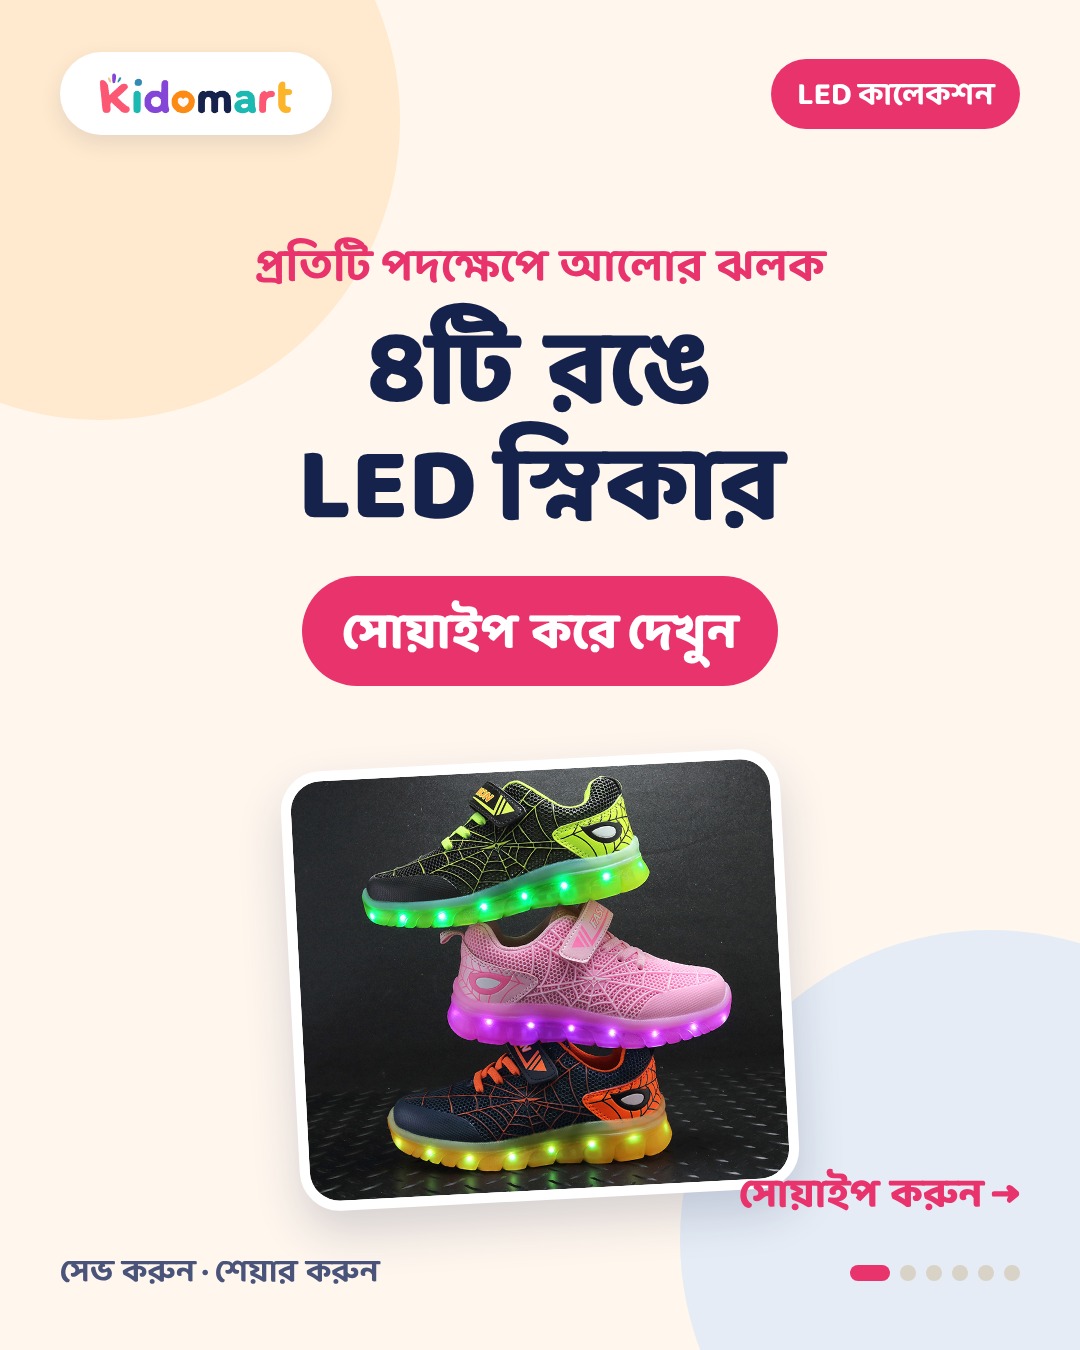 Kidomart
LED কালেকশন
প্রতিটি পদক্ষেপে আলোর ঝলক
৪টি রঙে
LED স্নিকার
সোয়াইপ করে দেখুন
সোয়াইপ করুন →
সেভ করুন · শেয়ার করুন